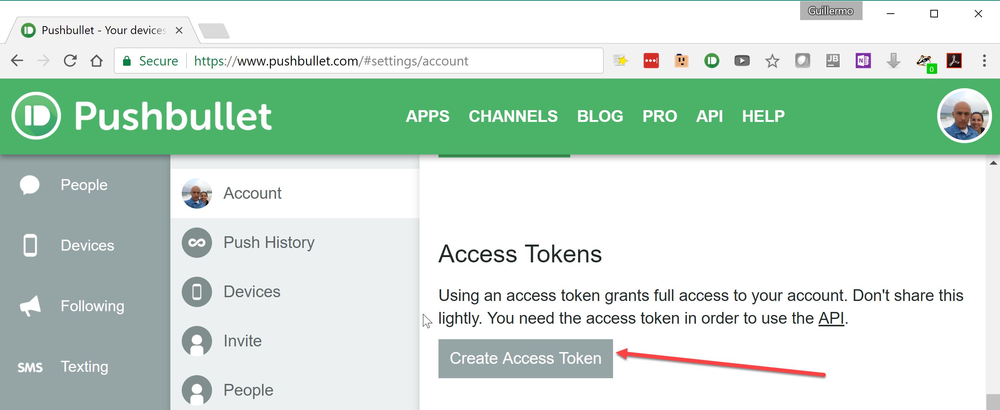 Guillermo
Pushbullet - Your devices
Secure
https://www.pushbullet.com/#settings/account
JB
N
0
Pushbullet
APPS CHANNELS BLOG PRO API HELP
People
Devices
Following
SMS Texting
Account
Push History
Devices
Invite
People
Access Tokens
Using an access token grants full access to your account. Don't share this
lightly. You need the access token in order to use the API.
Create Access Token